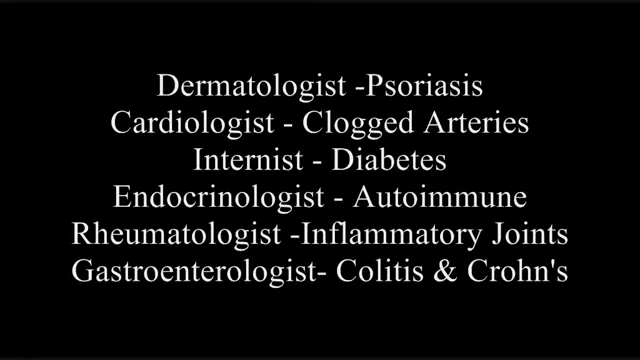 Dermatologist -Psoriasis
Cardiologist - Clogged Arteries
Internist - Diabetes
Endocrinologist - Autoimmune
Rheumatologist -Inflammatory Joints
Gastroenterologist- Colitis & Crohn's